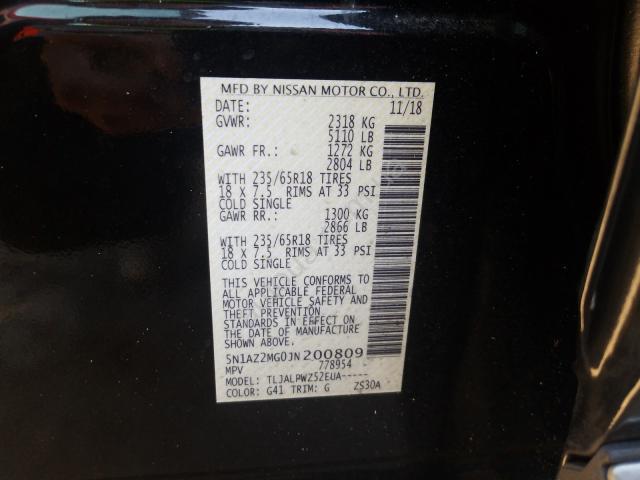 MFD BY NISSAN MOTOR CO., LTD.
DATE: 11/18
GVWR: 2318 KG
5110 LB
GAWR FR.: 1272 KG
2804 LB
WITH 235/65R18 TIRES
18 X 7.5 RIMS AT 33 PSI
COLD SINGLE
GAWR RR.: 1300 KG
2866 LB
WITH 235/65R18 TIRES
18 X 7.5 RIMS AT 33 PSI
COLD SINGLE
THIS VEHICLE CONFORMS TO
ALL APPLICABLE FEDERAL
MOTOR VEHICLE SAFETY AND
THEFT PREVENTION
STANDARDS IN EFFECT ON
THE DATE OF MANUFACTURE
SHOWN ABOVE
5N1AZ2MG0JN200809
MPV 778954
MODEL: TLJALPWZ52EUA-----
COLOR: G41 TRIM: G ZS30A